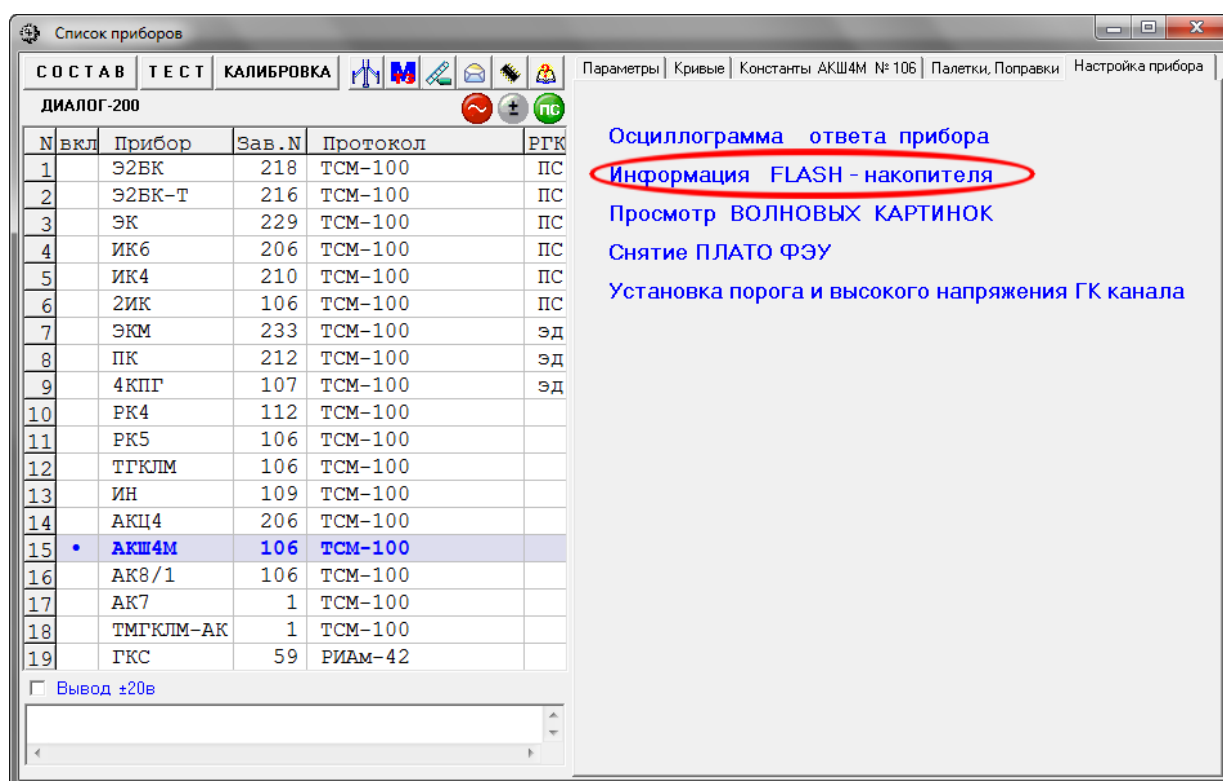 Список приборов
СОСТАВ ТЕСТ КАЛИБРОВКА
Параметры Кривые Константы АКШ4М № 106 Палетки, Поправки Настройка прибора
ДИАЛОГ-200 ± ПС
N вкл Прибор Зав.N Протокол РГК
1 Э2БК 218 ТСМ-100 ПС
2 Э2БК-Т 216 ТСМ-100 ПС
3 ЭК 229 ТСМ-100 ПС
4 ИК6 206 ТСМ-100 ПС
5 ИК4 210 ТСМ-100 ПС
6 2ИК 106 ТСМ-100 ПС
7 ЭКМ 233 ТСМ-100 эд
8 ПК 212 ТСМ-100 эд
9 4КПГ 107 ТСМ-100 эд
10 РК4 112 ТСМ-100
11 РК5 106 ТСМ-100
12 ТГКЛМ 106 ТСМ-100
13 ИН 109 ТСМ-100
14 АКЦ4 206 ТСМ-100
15 • АКШ4М 106 ТСМ-100
16 АК8/1 106 ТСМ-100
17 АК7 1 ТСМ-100
18 ТМГКЛМ-АК 1 ТСМ-100
19 ГКС 59 РИАм-42
Вывод ±20в
Осциллограмма ответа прибора
Информация FLASH - накопителя
Просмотр ВОЛНОВЫХ КАРТИНОК
Снятие ПЛАТО ФЭУ
Установка порога и высокого напряжения ГК канала